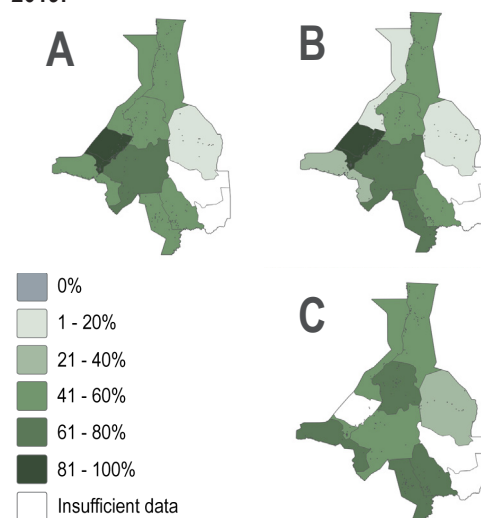 A
B
0%
1 - 20%
21 - 40%
41 - 60%
61 - 80%
81 - 100%
Insufficient data
C